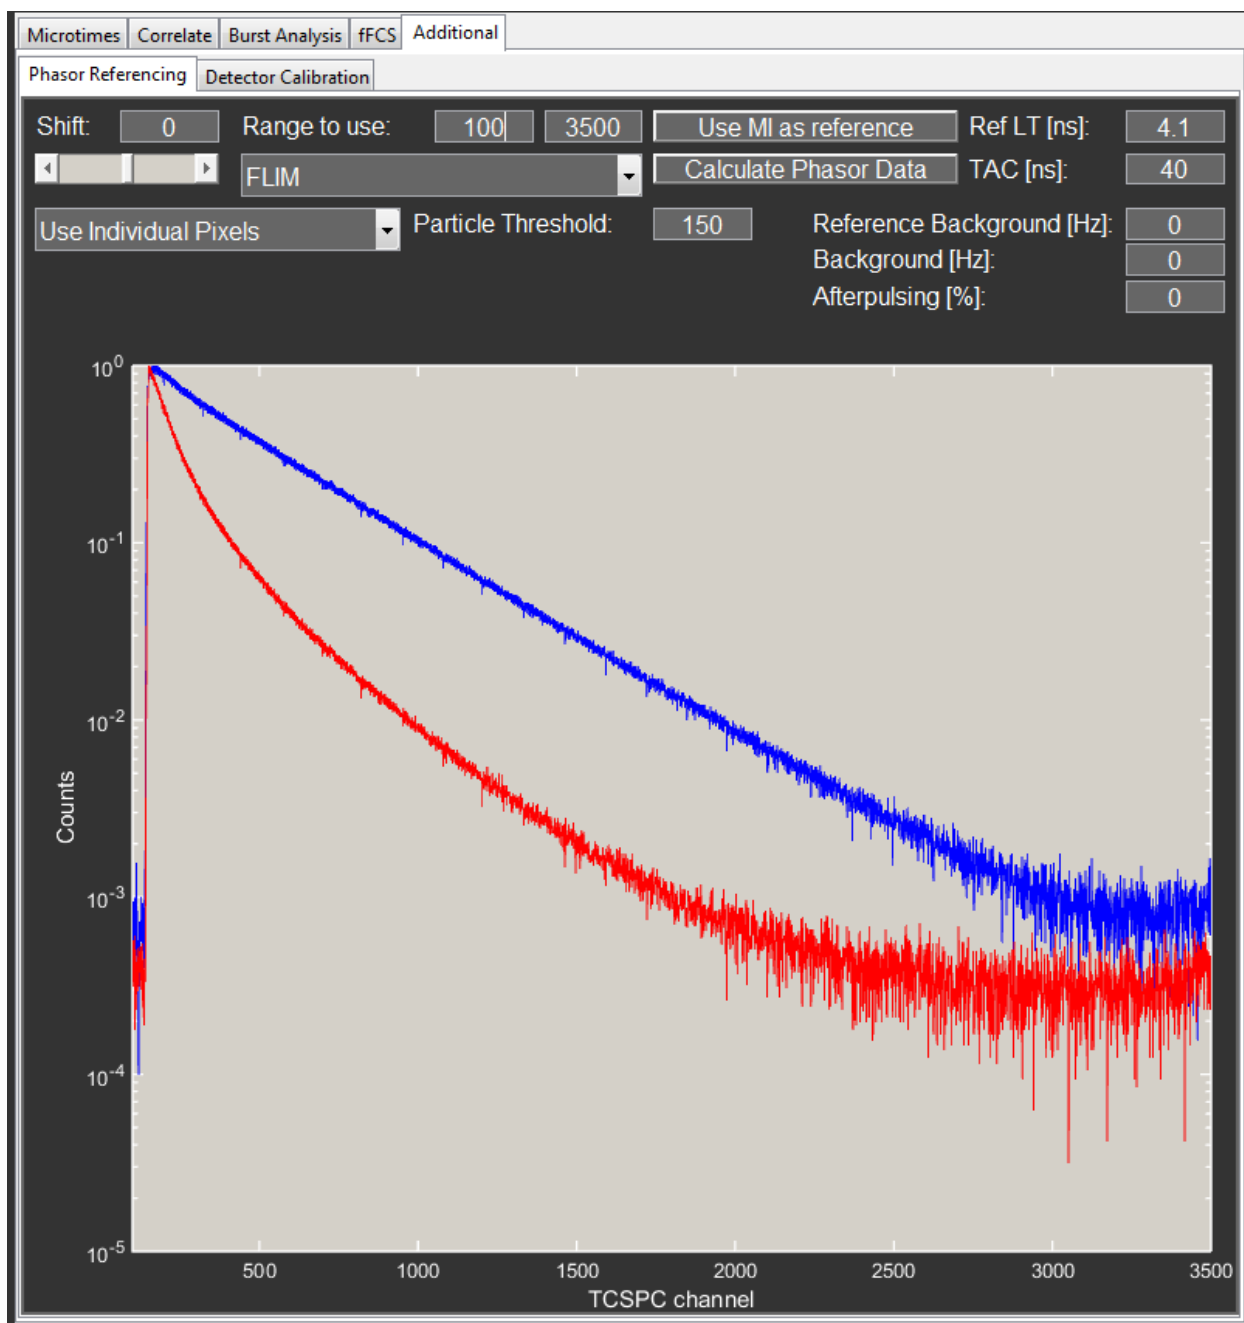 Microtimes Correlate Burst Analysis fFCS Additional
Phasor Referencing Detector Calibration
Shift: 0 Range to use: 100 3500 Use MI as reference Ref LT [ns]: 4.1
FLIM Calculate Phasor Data TAC [ns]: 40
Use Individual Pixels Particle Threshold: 150 Reference Background [Hz]: 0
Background [Hz]: 0
Afterpulsing [%]: 0
10^0
10^-1
10^-2
Counts
10^-3
10^-4
10^-5
500 1000 1500 2000 2500 3000 3500
TCSPC channel